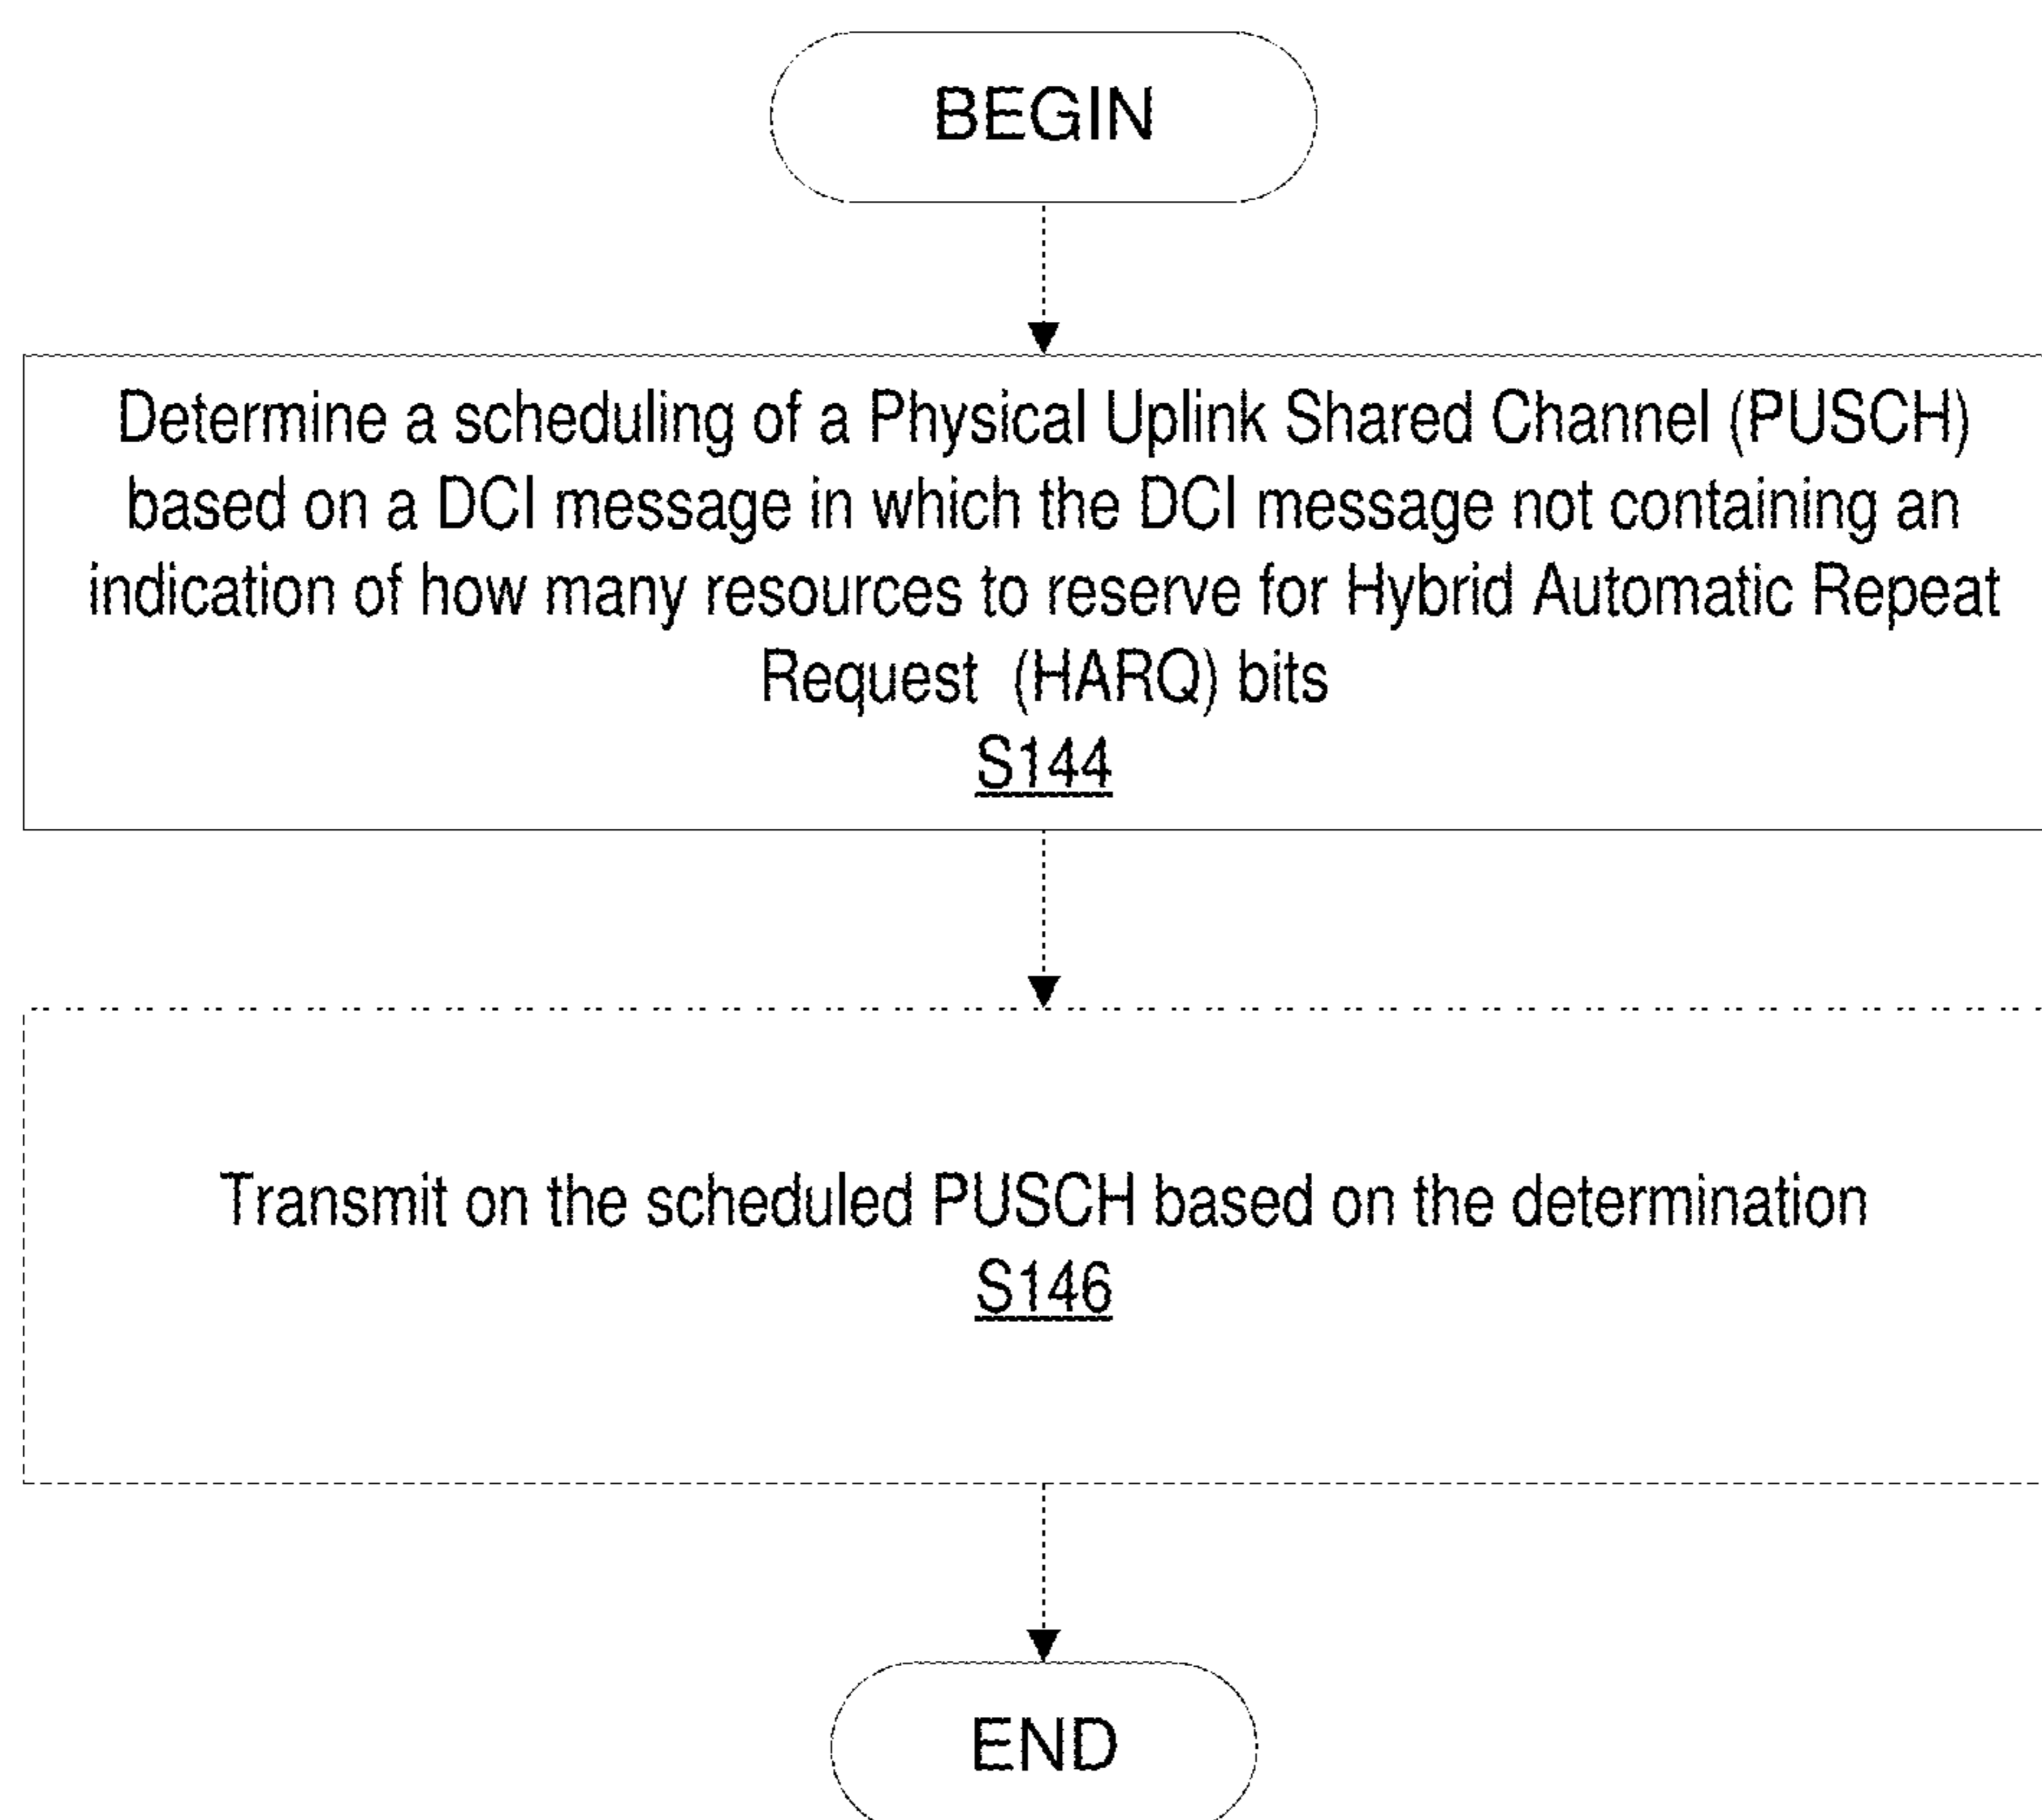 BEGIN
Determine a scheduling of a Physical Uplink Shared Channel (PUSCH)
based on a DCI message in which the DCI message not containing an
indication of how many resources to reserve for Hybrid Automatic Repeat
Request (HARQ) bits
S144
Transmit on the scheduled PUSCH based on the determination
S146
END